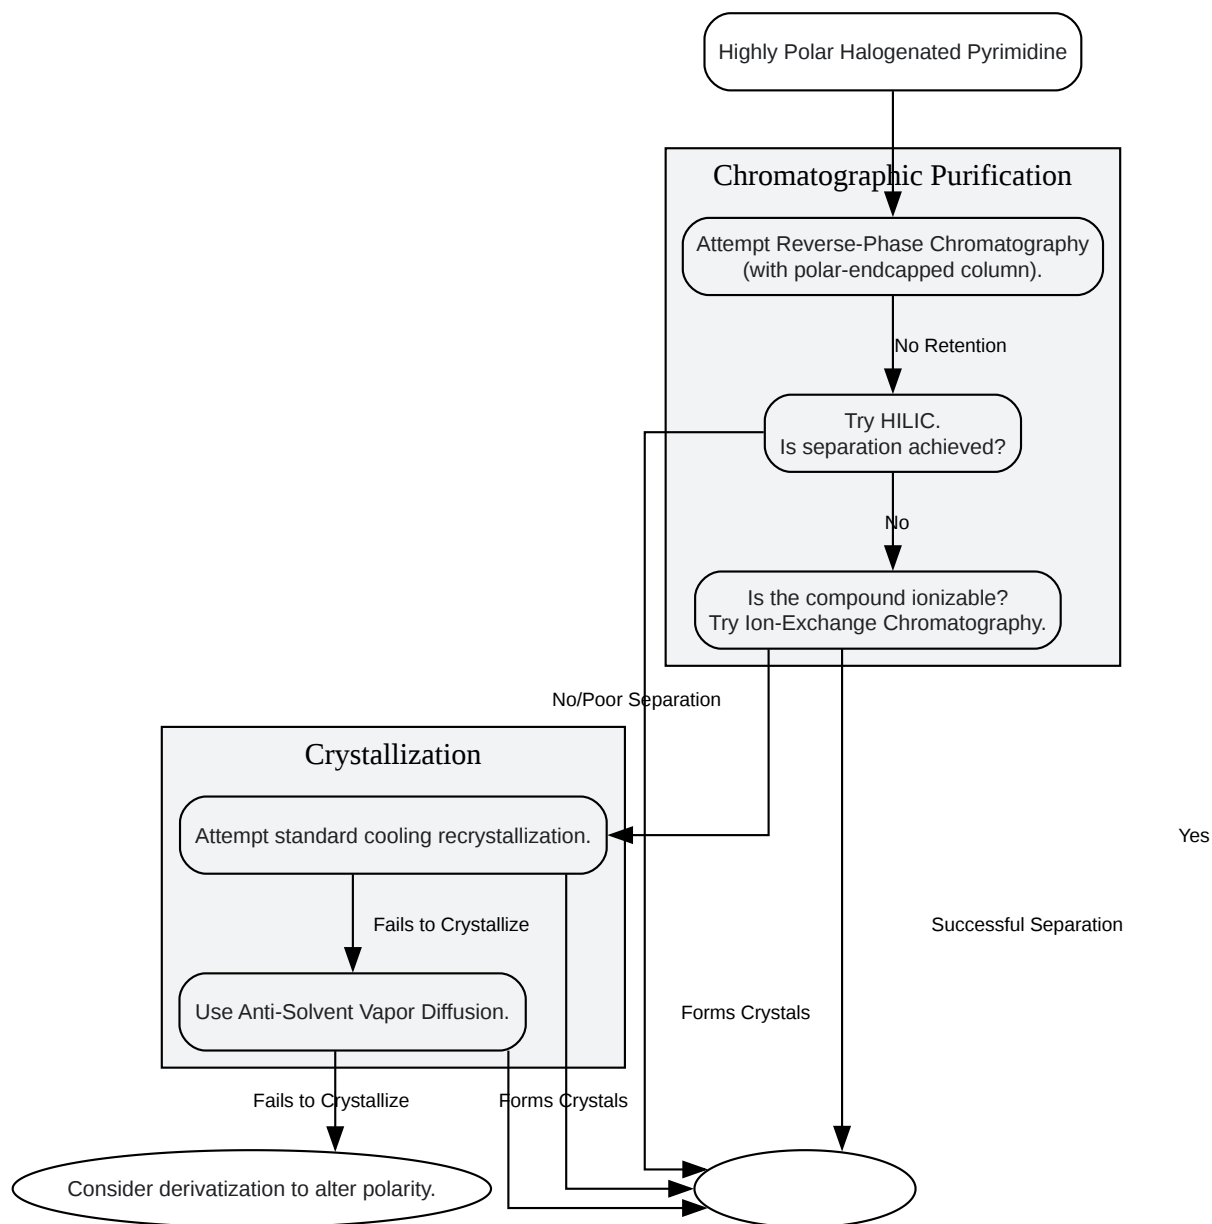 Highly Polar Halogenated Pyrimidine
Chromatographic Purification
Attempt Reverse-Phase Chromatography
(with polar-endcapped column).
No Retention
Try HILIC.
Is separation achieved?
No
Is the compound ionizable?
Try Ion-Exchange Chromatography.
No/Poor Separation
Crystallization
Attempt standard cooling recrystallization.
Yes
Fails to Crystallize
Successful Separation
Use Anti-Solvent Vapor Diffusion.
Forms Crystals
Fails to Crystallize
Forms Crystals
Consider derivatization to alter polarity.